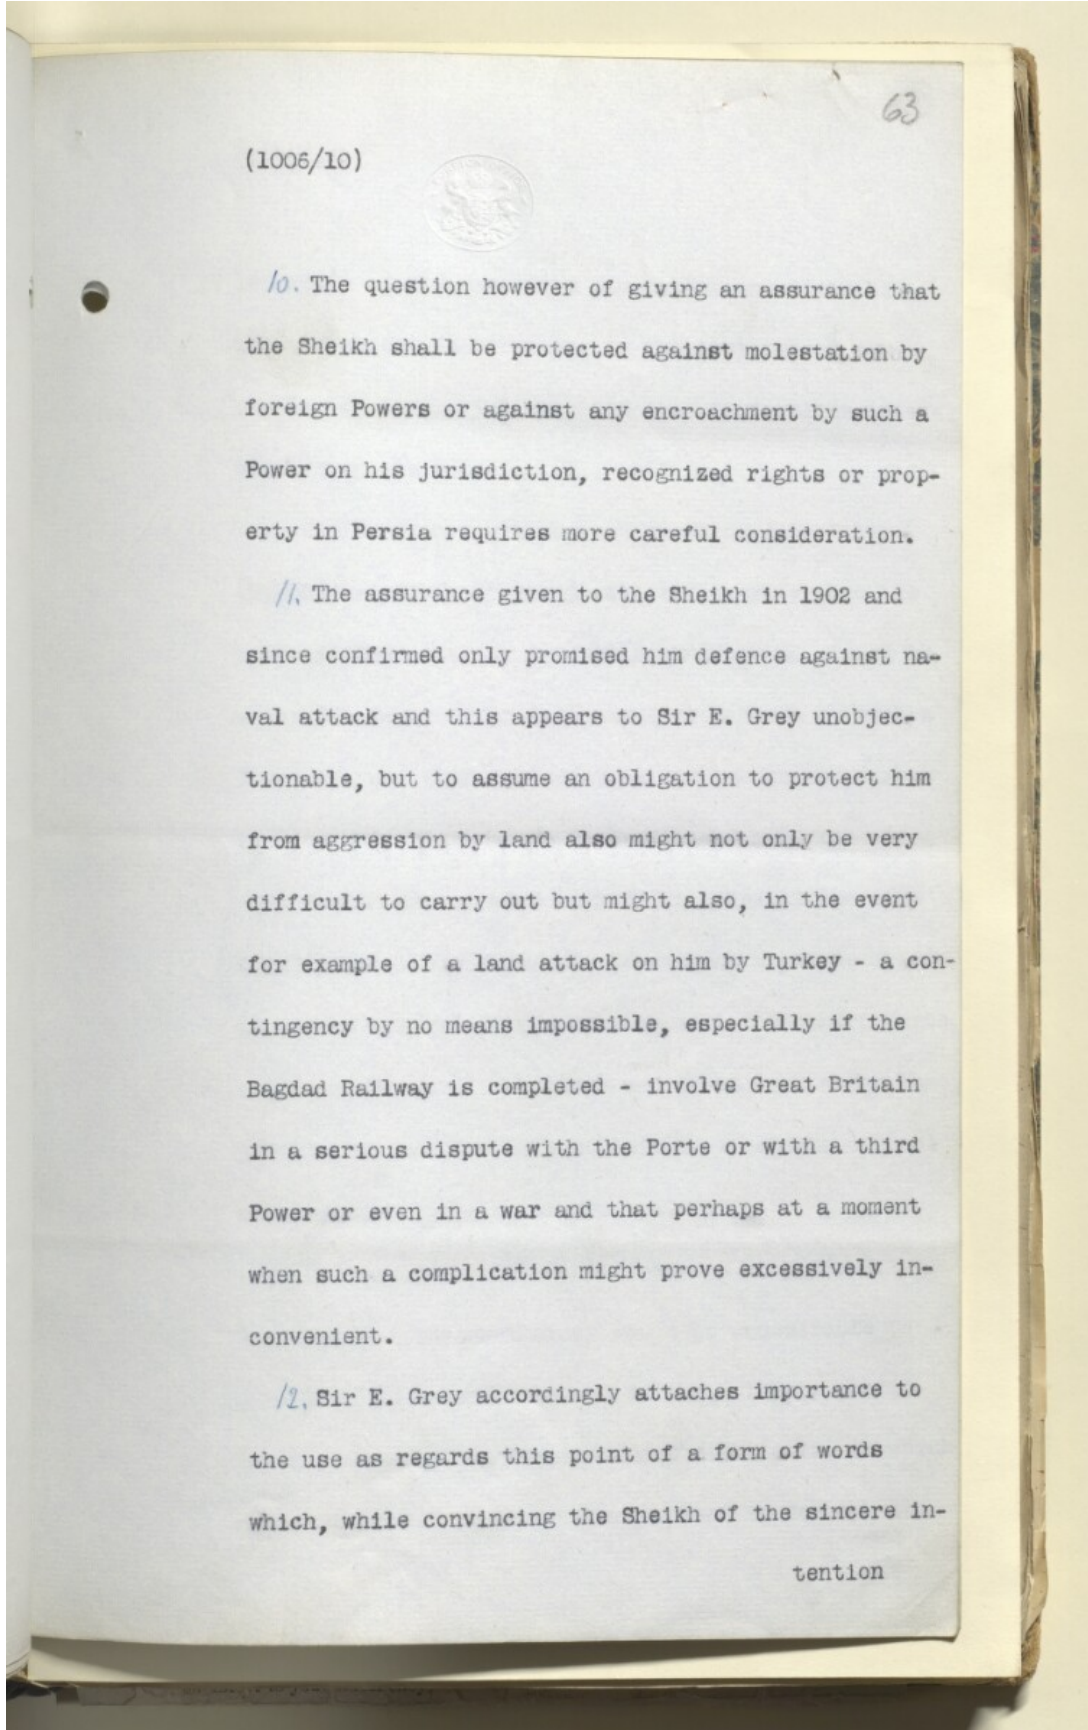 63
(1006/10)
10. The question however of giving an assurance that
the Sheikh shall be protected against molestation by
foreign Powers or against any encroachment by such a
Power on his jurisdiction, recognized rights or prop-
erty in Persia requires more careful consideration.
11. The assurance given to the Sheikh in 1902 and
since confirmed only promised him defence against na-
val attack and this appears to Sir E. Grey unobjec-
tionable, but to assume an obligation to protect him
from aggression by land also might not only be very
difficult to carry out but might also, in the event
for example of a land attack on him by Turkey - a con-
tingency by no means impossible, especially if the
Bagdad Railway is completed - involve Great Britain
in a serious dispute with the Porte or with a third
Power or even in a war and that perhaps at a moment
when such a complication might prove excessively in-
convenient.
12. Sir E. Grey accordingly attaches importance to
the use as regards this point of a form of words
which, while convincing the Sheikh of the sincere in-
tention